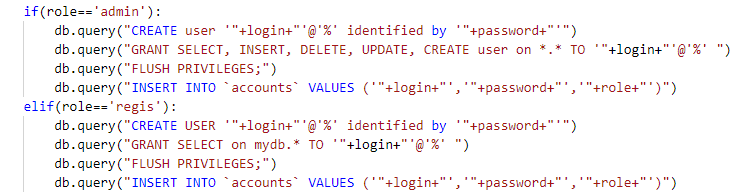 if(role=='admin'):
    db.query("CREATE user '"+login+"'@'%' identified by '"+password+"'")
    db.query("GRANT SELECT, INSERT, DELETE, UPDATE, CREATE user on *.* TO '"+login+"'@'%' ")
    db.query("FLUSH PRIVILEGES;")
    db.query("INSERT INTO `accounts` VALUES ('"+login+"','"+password+"','"+role+"')")
elif(role=='regis'):
    db.query("CREATE USER '"+login+"'@'%' identified by '"+password+"'")
    db.query("GRANT SELECT on mydb.* TO '"+login+"'@'%' ")
    db.query("FLUSH PRIVILEGES;")
    db.query("INSERT INTO `accounts` VALUES ('"+login+"','"+password+"','"+role+"')")